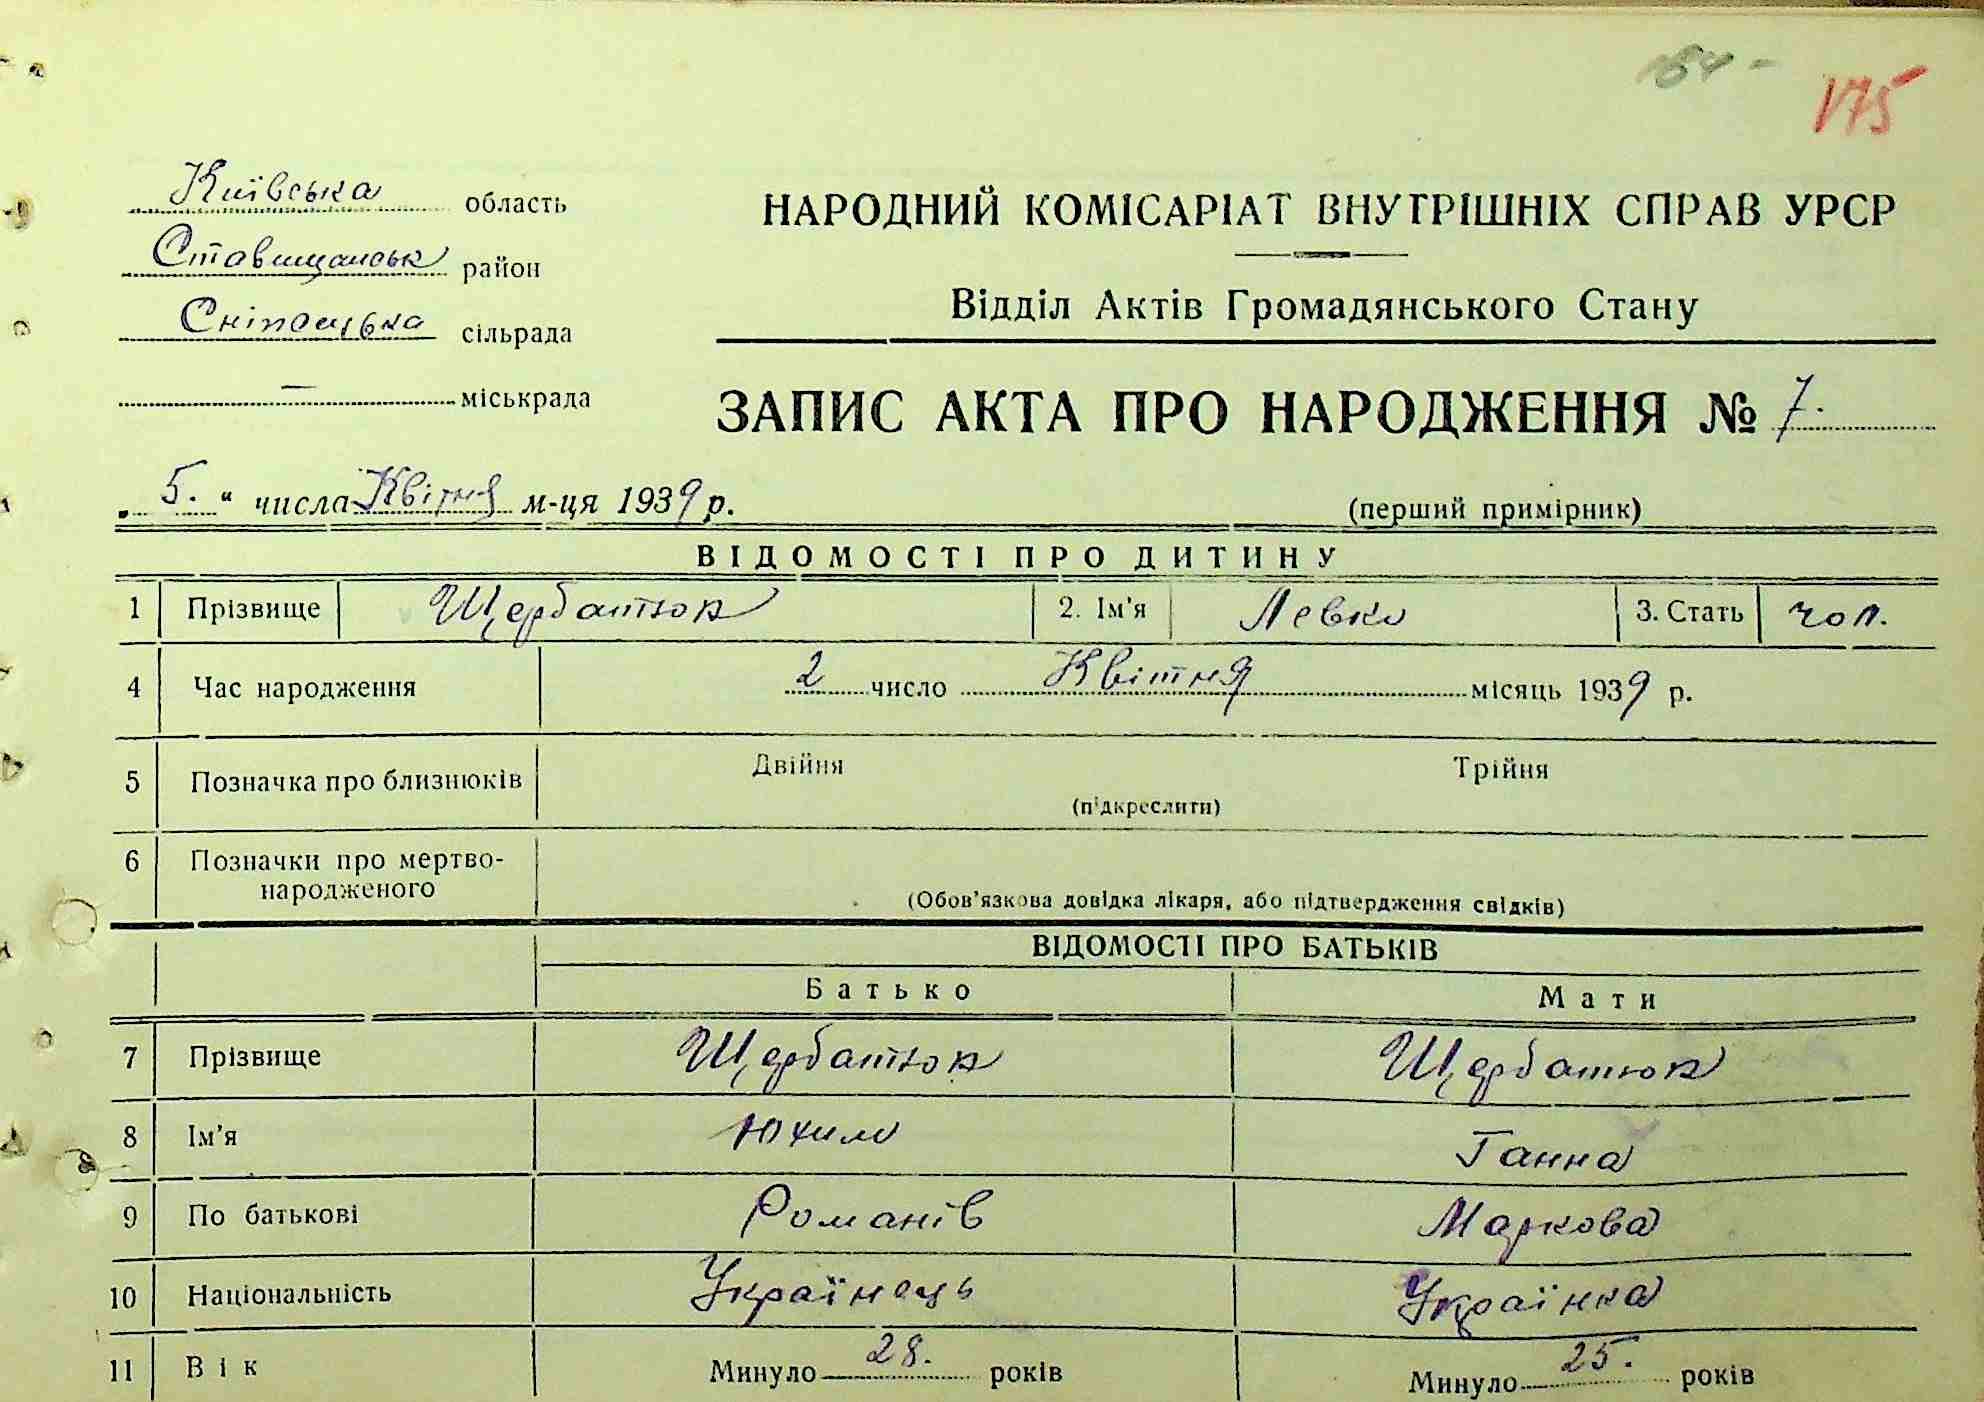 64 -
175
Київська область
Ставищанськ район
Сніпоцька сільрада
— міськрада
НАРОДНИЙ КОМІСАРІАТ ВНУТРІШНІХ СПРАВ УРСР
Відділ Актів Громадянського Стану
ЗАПИС АКТА ПРО НАРОДЖЕННЯ № 7.
„ 5. “ числа Квітня м-ця 1939 р.
(перший примірник)
ВІДОМОСТІ ПРО ДИТИНУ
1 Прізвище Щербатюк 2. Ім'я Левко 3. Стать чол.
4 Час народження 2 число Квітня місяць 1939 р.
5 Позначка про близнюків Двійня Трійня
(підкреслити)
6 Позначки про мертво-
народженого
(Обов'язкова довідка лікаря, або підтвердження свідків)
ВІДОМОСТІ ПРО БАТЬКІВ
Батько Мати
7 Прізвище Щербатюк Щербатюк
8 Ім'я Юхим Ганна
9 По батькові Романів Маркова
10 Національність Українець Українка
11 Вік Минуло 28. років Минуло 25. років